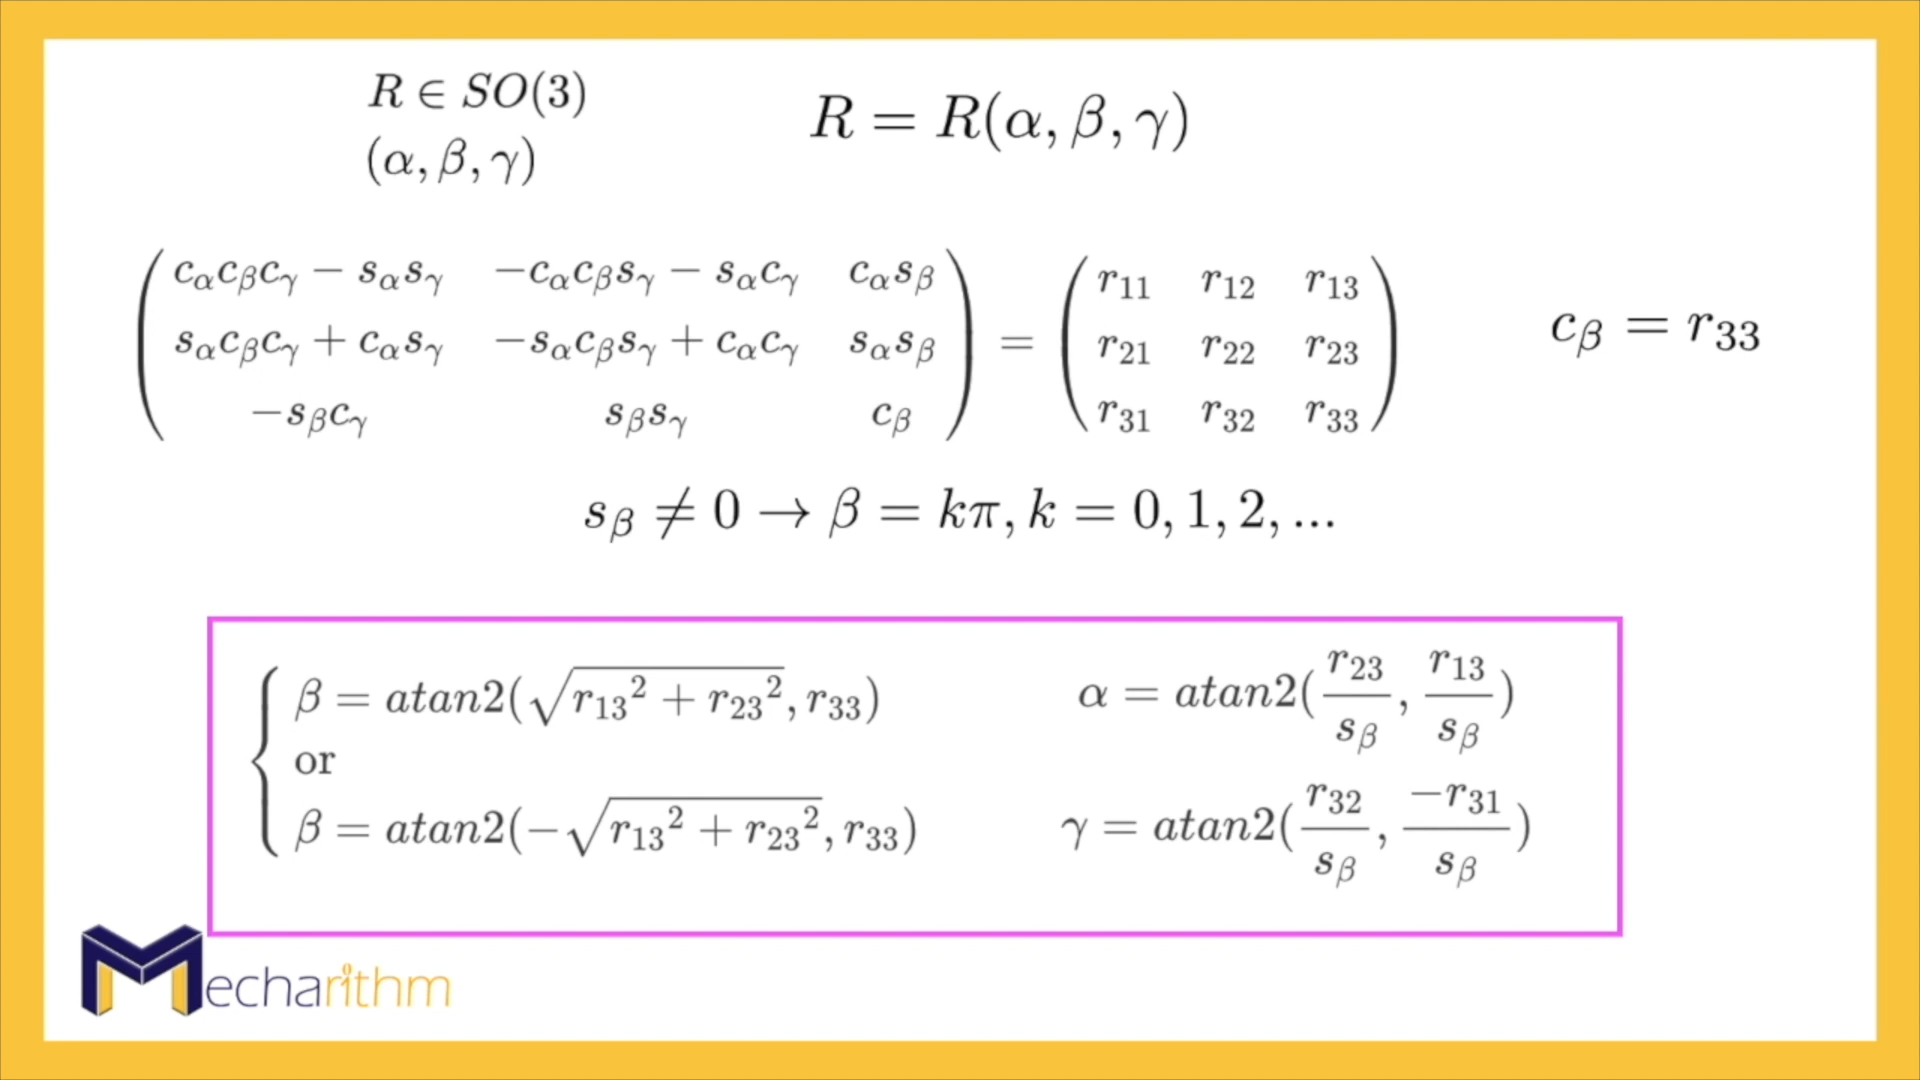 R ∈ SO(3)
(α, β, γ)
R = R(α, β, γ)
( cαcβcγ − sαsγ   −cαcβsγ − sαcγ   cαsβ ) = ( r11 r12 r13 )
( sαcβcγ + cαsγ   −sαcβsγ + cαcγ   sαsβ )   ( r21 r22 r23 )
( −sβcγ   sβsγ   cβ )   ( r31 r32 r33 )
cβ = r33
sβ ≠ 0 → β = kπ, k = 0, 1, 2, ...
β = atan2(√(r13² + r23²), r33)
or
β = atan2(−√(r13² + r23²), r33)
α = atan2(r23/sβ, r13/sβ)
γ = atan2(r32/sβ, −r31/sβ)
Mecharithm